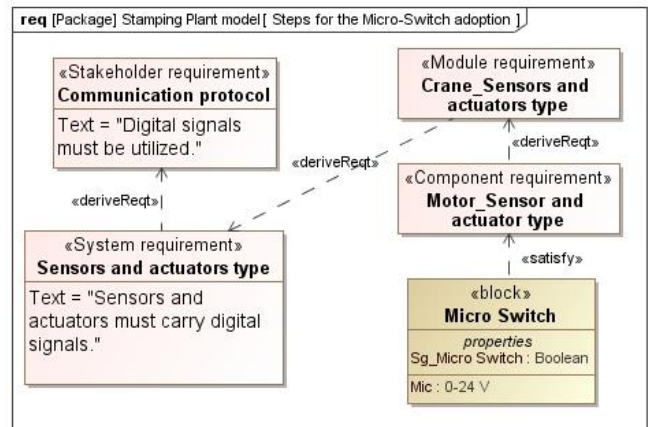 req [Package] Stamping Plant model [ Steps for the Micro-Switch adoption ]
«Stakeholder requirement»
Communication protocol
Text = "Digital signals
must be utilized."
«deriveReqt»
«System requirement»
Sensors and actuators type
Text = "Sensors and
actuators must carry digital
signals."
«deriveReqt»
«Module requirement»
Crane_Sensors and
actuators type
«deriveReqt»
«Component requirement»
Motor_Sensor and
actuator type
«satisfy»
«block»
Micro Switch
properties
Sg_Micro Switch : Boolean
Mic : 0-24 V